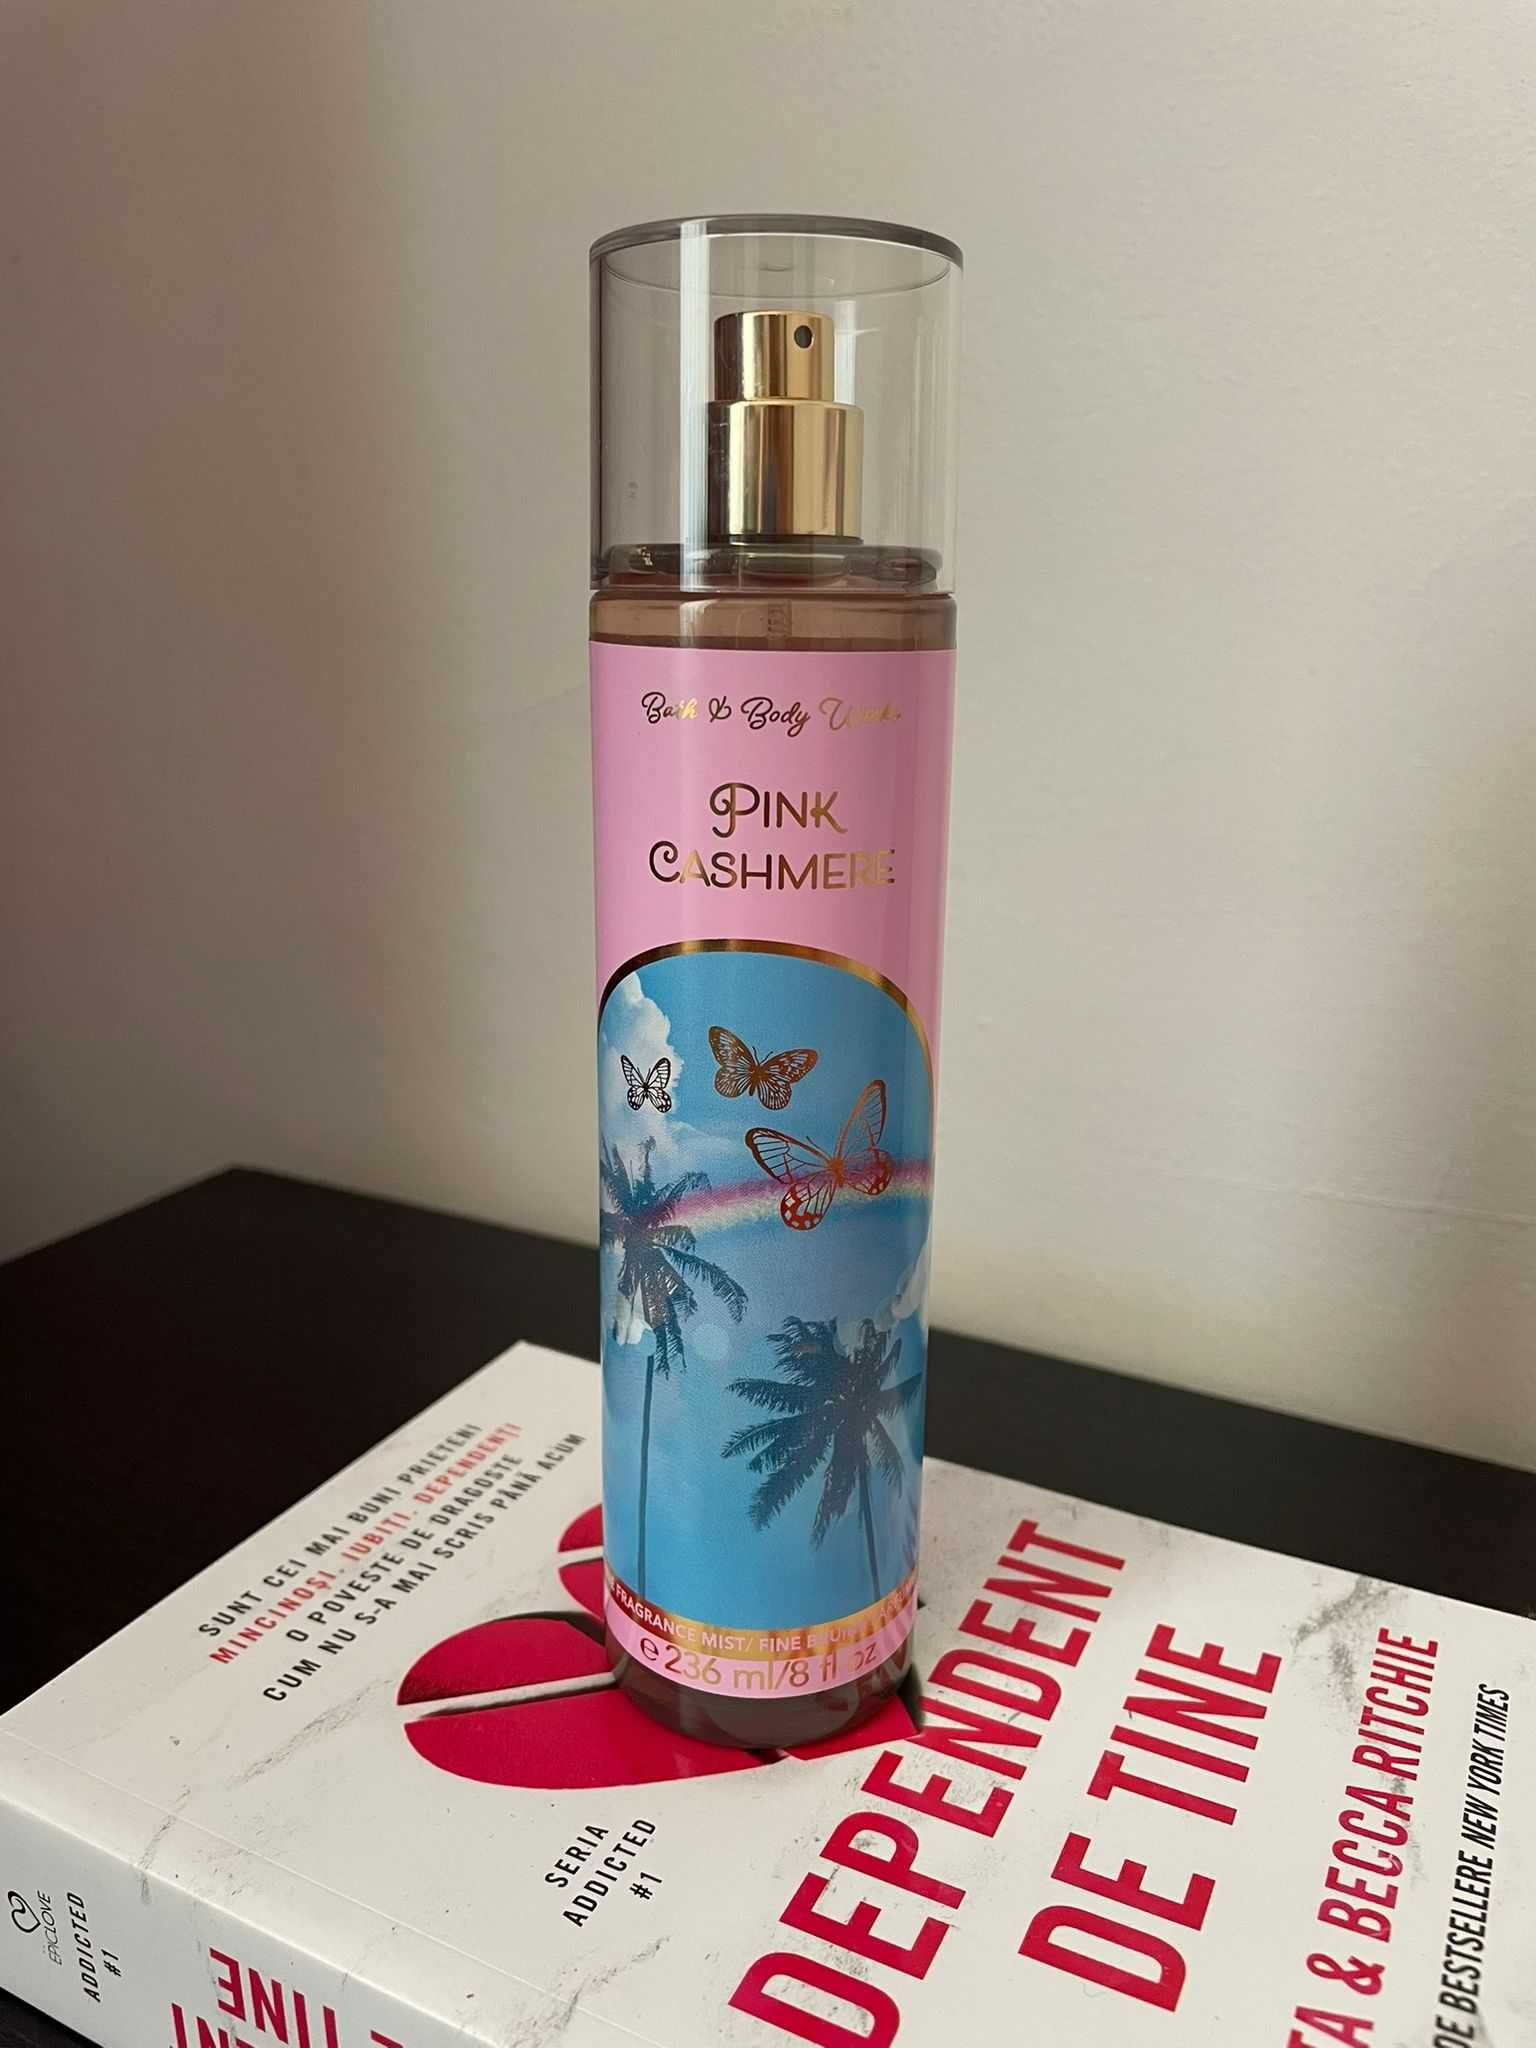 Bath & Body Works
PINK
CASHMERE
FRAGRANCE MIST/ FINE
℮ 236 ml/8 fl oz
SUNT CEI MAI BUNI PRIETENI
MINCINOȘI. IUBIȚI. DEPENDENȚI
O POVESTE DE DRAGOSTE
CUM NU S-A MAI SCRIS PÂNĂ ACUM
SERIA
ADDICTED
#1
DEPENDENT
DE TINE
& BECCA RITCHIE
DE BESTSELLERE NEW YORK TIMES
EPICLOVE
ADDICTED
#1
TINE